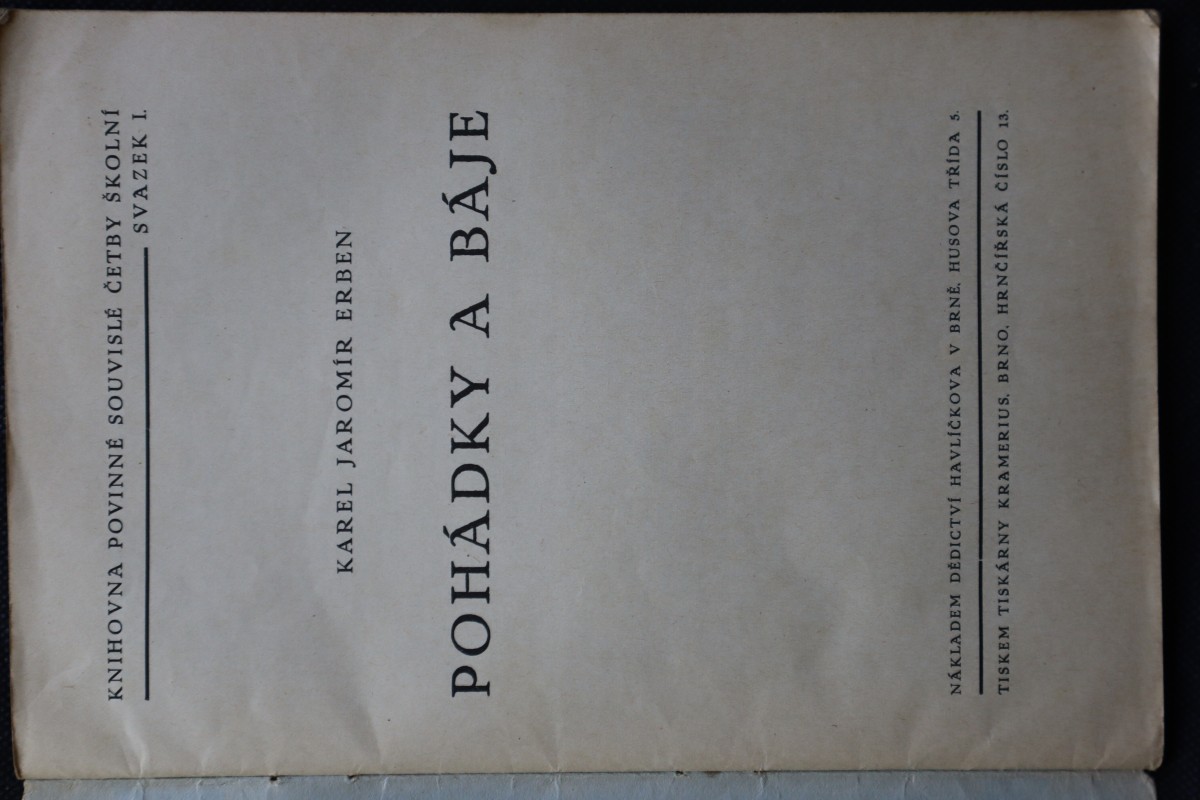 KNIHOVNA POVINNÉ SOUVISLÉ ČETBY ŠKOLNÍ
SVAZEK I.
KAREL JAROMÍR ERBEN
POHÁDKY A BÁJE
NÁKLADEM DĚDICTVÍ HAVLÍČKOVA V BRNĚ, HUSOVA TŘÍDA 5.
TISKEM TISKÁRNY KRAMERIUS, BRNO, HRNČÍŘSKÁ ČÍSLO 13.